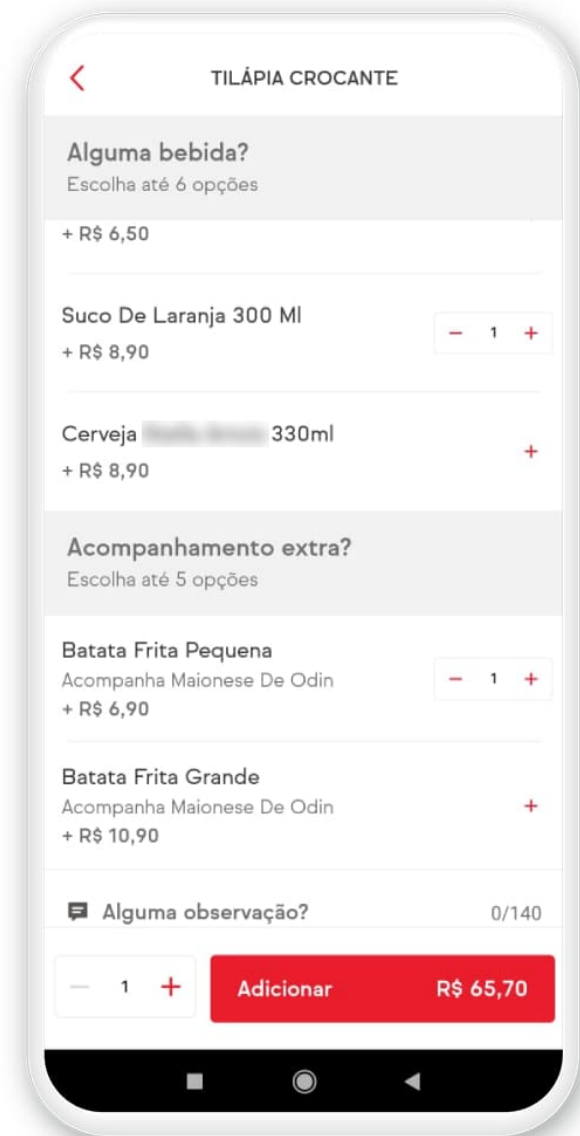 TILÁPIA CROCANTE
Alguma bebida?
Escolha até 6 opções
+ R$ 6,50
Suco De Laranja 300 Ml
+ R$ 8,90
− 1 +
Cerveja 330ml
+ R$ 8,90
+
Acompanhamento extra?
Escolha até 5 opções
Batata Frita Pequena
Acompanha Maionese De Odin
+ R$ 6,90
− 1 +
Batata Frita Grande
Acompanha Maionese De Odin
+ R$ 10,90
+
Alguma observação? 0/140
− 1 +
Adicionar R$ 65,70